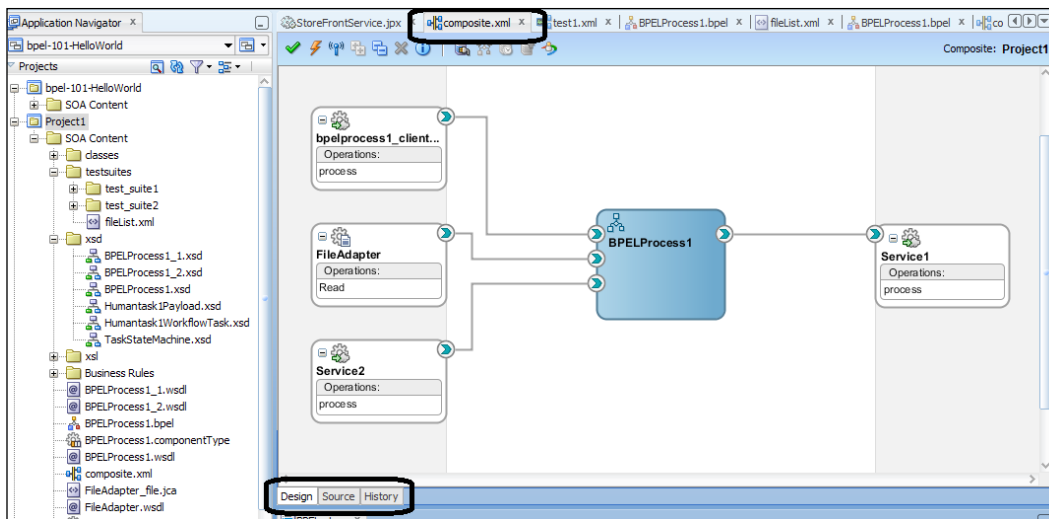 Application Navigator x
StoreFrontService.jpx x composite.xml x test1.xml x BPELProcess1.bpel x fileList.xml x BPELProcess1.bpel x co
bpel-101-HelloWorld
Composite: Project1
Projects
bpel-101-HelloWorld
SOA Content
Project1
SOA Content
classes
testsuites
test_suite1
test_suite2
fileList.xml
xsd
BPELProcess1_1.xsd
BPELProcess1_2.xsd
BPELProcess1.xsd
Humantask1Payload.xsd
Humantask1WorkflowTask.xsd
TaskStateMachine.xsd
xsl
Business Rules
BPELProcess1_1.wsdl
BPELProcess1_2.wsdl
BPELProcess1.bpel
BPELProcess1.componentType
BPELProcess1.wsdl
composite.xml
FileAdapter_file.jca
FileAdapter.wsdl
bpelprocess1_client...
Operations:
process
FileAdapter
Operations:
Read
Service2
Operations:
process
BPELProcess1
Service1
Operations:
process
Design Source History